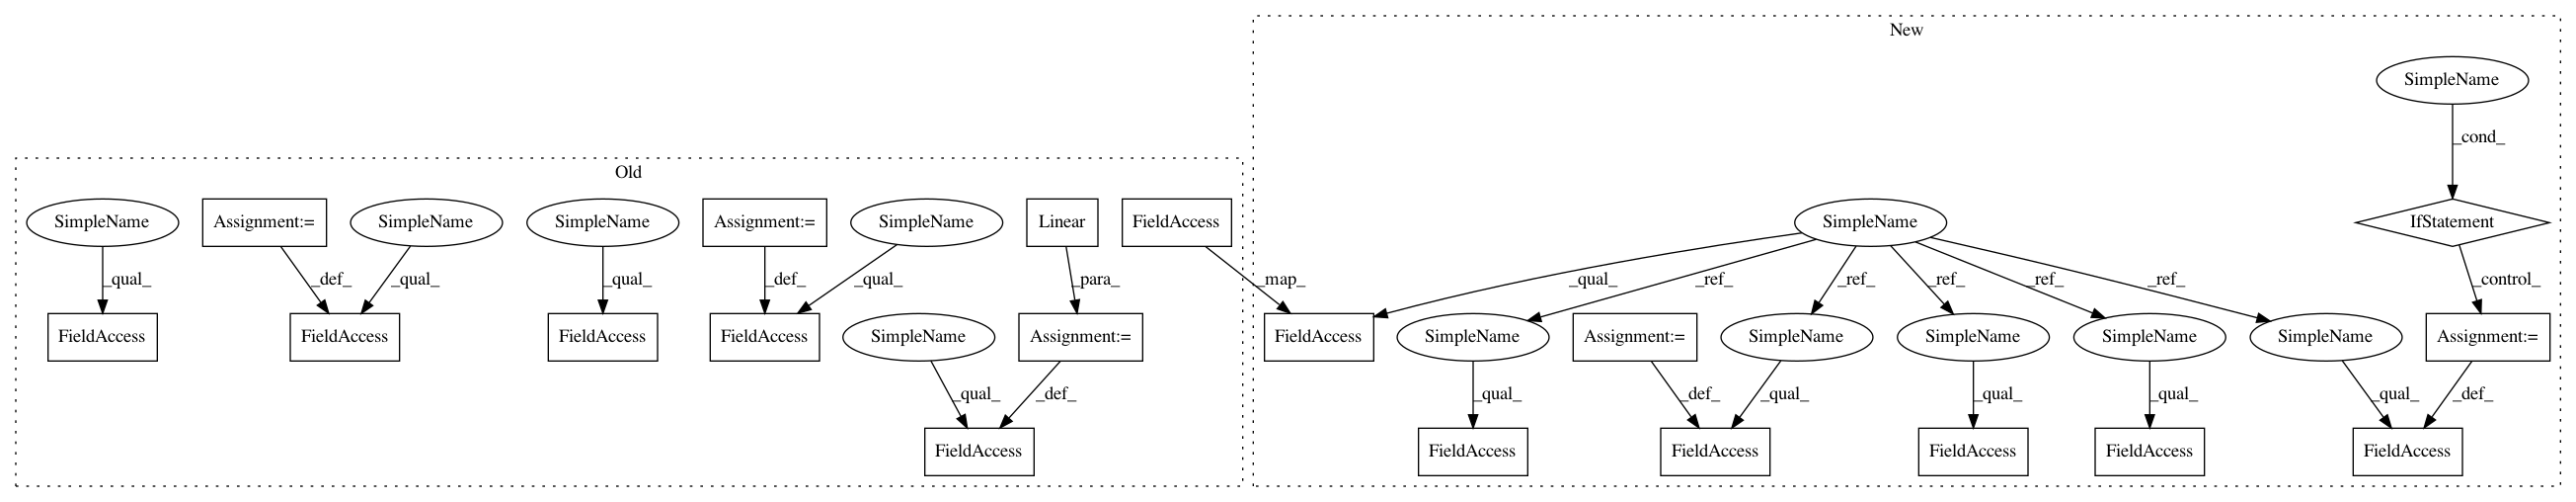 New
SimpleName
_cond_
Old
SimpleName
Assignment:=
SimpleName
SimpleName
Assignment:=
SimpleName
Linear
FieldAccess
SimpleName
IfStatement
_qual_
_def_
_qual_
_qual_
_def_
_qual_
_para_
_map_
_qual_
_ref_
_ref_
_ref_
_ref_
_ref_
_control_
FieldAccess
FieldAccess
FieldAccess
FieldAccess
SimpleName
Assignment:=
FieldAccess
SimpleName
Assignment:=
SimpleName
SimpleName
SimpleName
SimpleName
Assignment:=
_qual_
_def_
_qual_
_def_
_qual_
_qual_
_qual_
_qual_
_def_
FieldAccess
FieldAccess
FieldAccess
FieldAccess
FieldAccess
FieldAccess